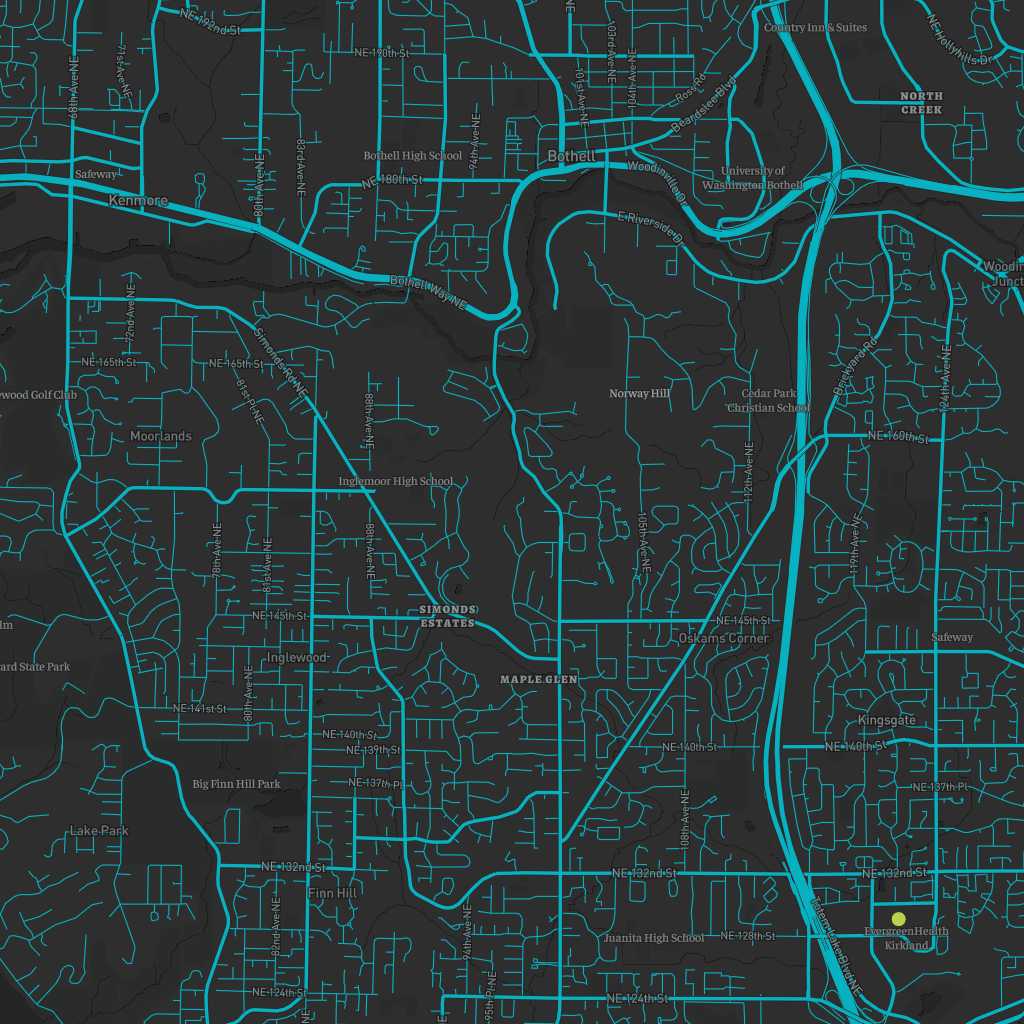 NE 192nd St
Country Inn & Suites
NE Hollyhills Dr
71st Ave NE
68th Ave NE
NE 190th St
103rd Ave NE
104th Ave NE
101st Ave NE
Ross Rd
Beardslee Blvd
NORTH
CREEK
94th Ave NE
83rd Ave NE
80th Ave NE
Bothell High School
Bothell
NE 180th St
Safeway
Kenmore
Woodinville Dr
University of
Washington Bothell
E Riverside Dr
Bothell Way NE
72nd Ave NE
Simonds Rd NE
NE 165th St
NE 165th St
81st Pl NE
88th Ave NE
Norway Hill
Cedar Park
Christian School
Brickyard Rd
124th Ave NE
NE 160th St
Moorlands
Inglemoor High School
112th Ave NE
78th Ave NE
81st Ave NE
88th Ave NE
105th Ave NE
119th Ave NE
NE 145th St
SIMONDS
ESTATES
NE 145th St
Oskams Corner
Safeway
Inglewood
MAPLE GLEN
80th Ave NE
NE 141st St
NE 140th St
NE 139th St
NE 140th St
Kingsgate
NE 140th St
Big Finn Hill Park
NE 137th Pl
NE 137th Pl
108th Ave NE
Lake Park
NE 132nd St
NE 132nd St
NE 132nd St
Finn Hill
82nd Ave NE
94th Ave NE
Juanita High School
NE 128th St
EvergreenHealth
Kirkland
Totem Lake Blvd NE
95th Pl NE
NE 124th St
NE 124th St